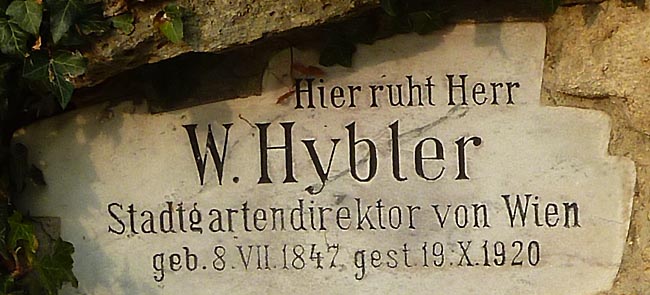 Hier ruht Herr
W. Hybler
Stadtgartendirektor von Wien
geb. 8. VII. 1847 gest 19. X. 1920